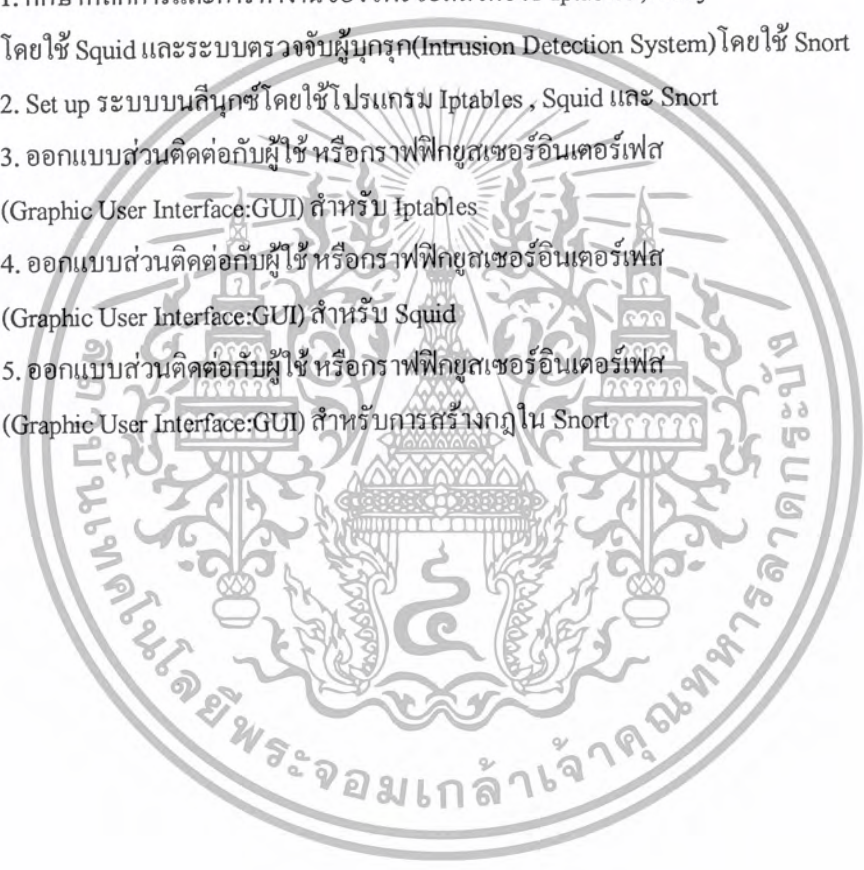 โดยใช้ Squid และระบบตรวจจับผู้บุกรุก(Intrusion Detection System)โดยใช้ Snort
2. Set up ระบบบนลีนุกซ์โดยใช้โปรแกรม Iptables , Squid และ Snort
3. ออกแบบส่วนติดต่อกับผู้ใช้ หรือกราฟฟิกยูสเซอร์อินเตอร์เฟส
(Graphic User Interface:GUI) สำหรับ Iptables
4. ออกแบบส่วนติดต่อกับผู้ใช้ หรือกราฟฟิกยูสเซอร์อินเตอร์เฟส
(Graphic User Interface:GUI) สำหรับ Squid
5. ออกแบบส่วนติดต่อกับผู้ใช้ หรือกราฟฟิกยูสเซอร์อินเตอร์เฟส
(Graphic User Interface:GUI) สำหรับการสร้างกฎใน Snort
สถาบันเทคโนโลยีพระจอมเกล้าเจ้าคุณทหารลาดกระบัง